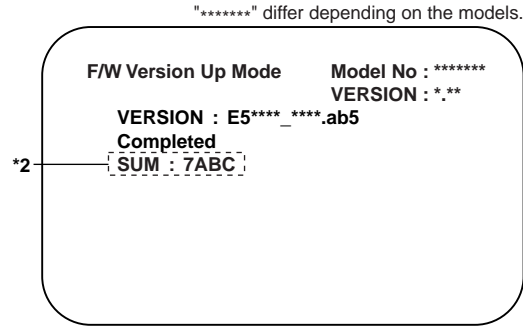 "*******" differ depending on the models.
F/W Version Up Mode Model No : *******
VERSION : *.**
VERSION : E5****_****.ab5
Completed
*2 SUM : 7ABC